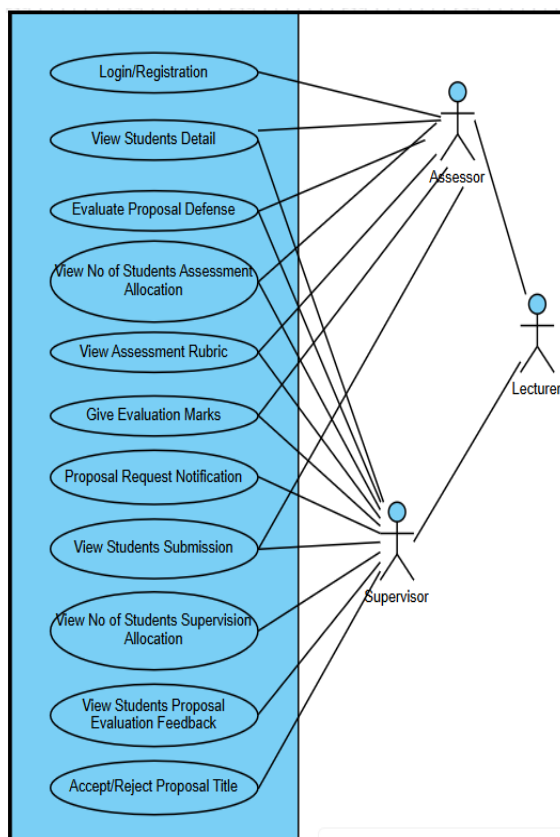 Login/Registration
View Students Detail
Assessor
Evaluate Proposal Defense
View No of Students Assessment
Allocation
View Assessment Rubric
Lecturer
Give Evaluation Marks
Proposal Request Notification
View Students Submission
Supervisor
View No of Students Supervision
Allocation
View Students Proposal
Evaluation Feedback
Accept/Reject Proposal Title